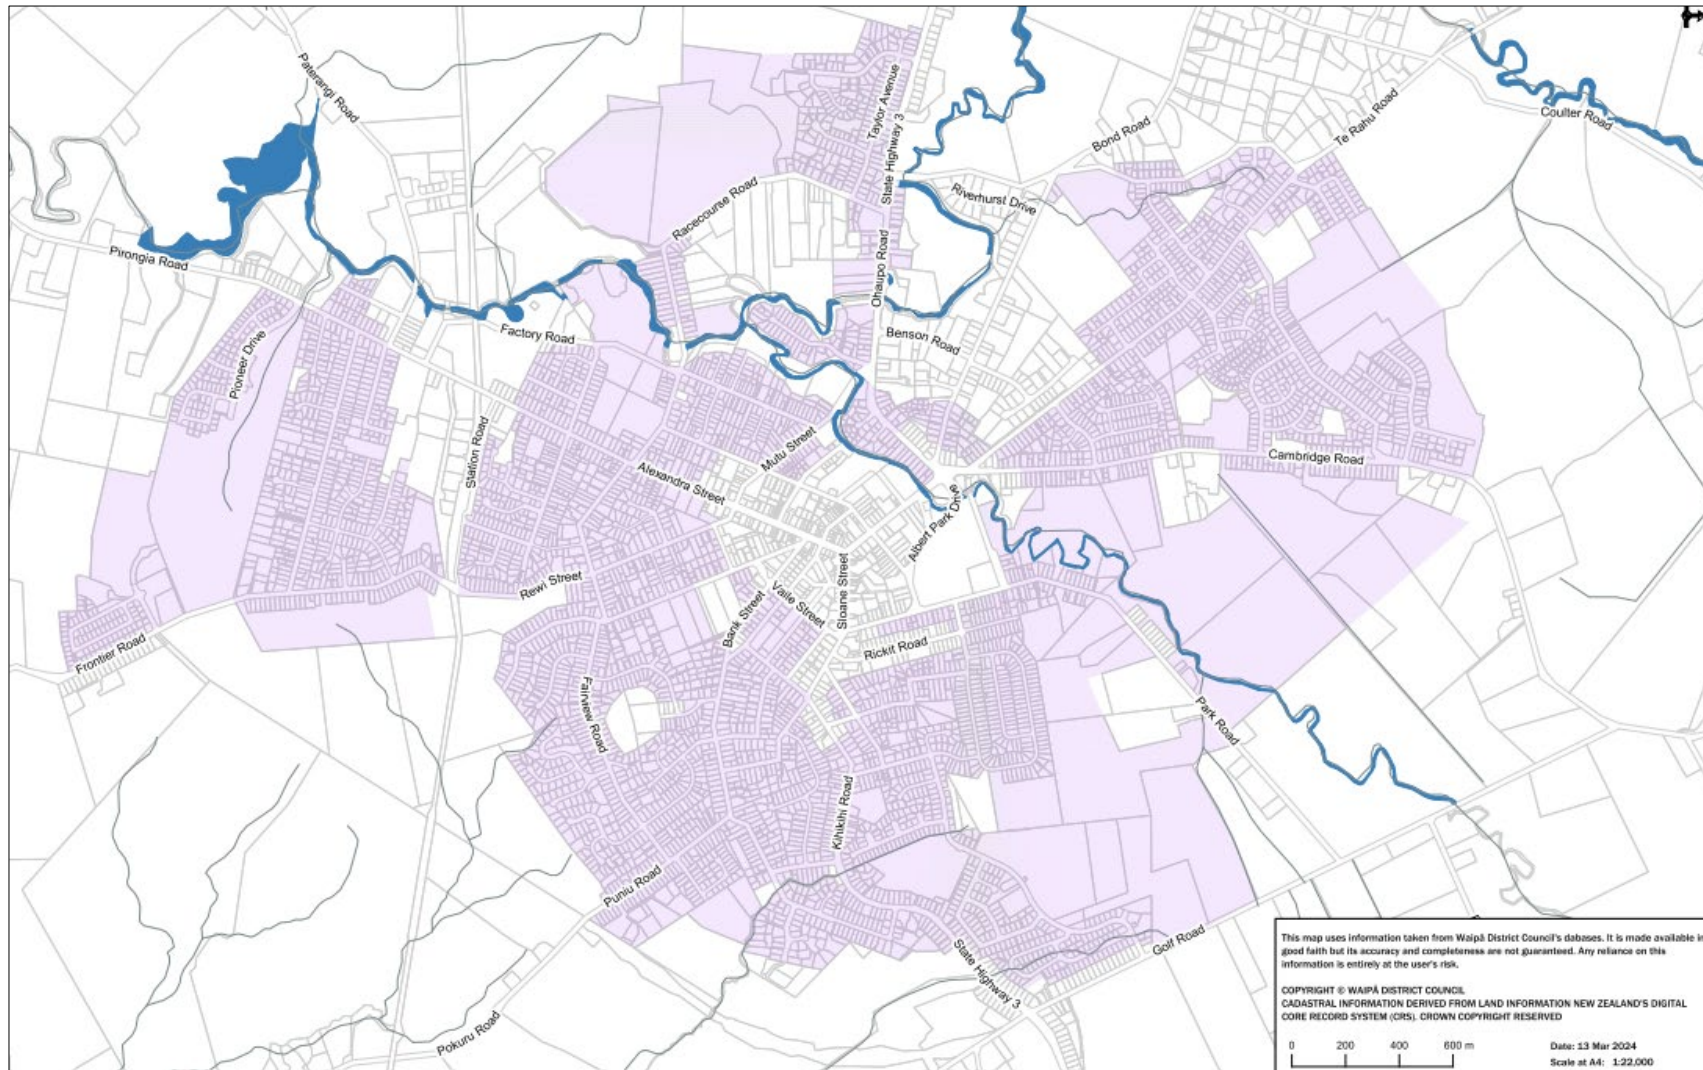 Paterangi Road
Taylor Avenue
State Highway 3
Bond Road
Te Rahu Road
Coulter Road
Racecourse Road
Riverhurst Drive
Pirongia Road
Ohaupo Road
Factory Road
Benson Road
Pioneer Drive
Station Road
Mutu Street
Alexandra Street
Cambridge Road
Albert Park Drive
Rewi Street
Bank Street
Vaile Street
Sloane Street
Rickit Road
Frontier Road
Fairview Road
Park Road
Kihikihi Road
Puniu Road
Golf Road
State Highway 3
Pokuru Road
This map uses information taken from Waipā District Council's dabases. It is made available in
good faith but its accuracy and completeness are not guaranteed. Any reliance on this
information is entirely at the user's risk.
COPYRIGHT © WAIPĀ DISTRICT COUNCIL
CADASTRAL INFORMATION DERIVED FROM LAND INFORMATION NEW ZEALAND'S DIGITAL
CORE RECORD SYSTEM (CRS). CROWN COPYRIGHT RESERVED
0 200 400 600 m
Date: 13 Mar 2024
Scale at A4: 1:22,000